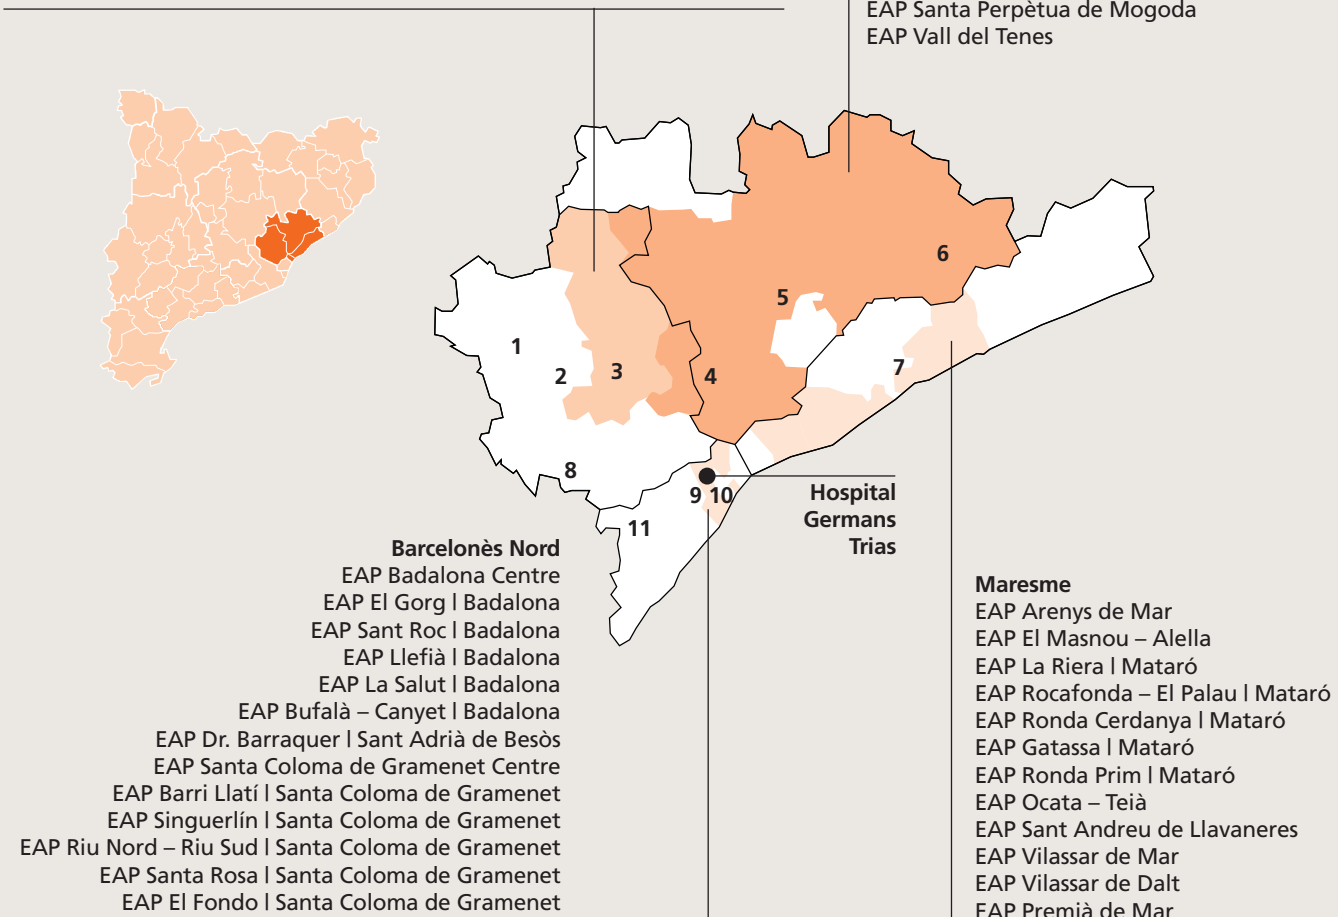 EAP Santa Perpètua de Mogoda
EAP Vall del Tenes
6
5
1
2
3
4
7
8
9
10
11
Hospital
Germans
Trias
Barcelonès Nord
EAP Badalona Centre
EAP El Gorg | Badalona
EAP Sant Roc | Badalona
EAP Llefià | Badalona
EAP La Salut | Badalona
EAP Bufalà – Canyet | Badalona
EAP Dr. Barraquer | Sant Adrià de Besòs
EAP Santa Coloma de Gramenet Centre
EAP Barri Llatí | Santa Coloma de Gramenet
EAP Singuerlín | Santa Coloma de Gramenet
EAP Riu Nord – Riu Sud | Santa Coloma de Gramenet
EAP Santa Rosa | Santa Coloma de Gramenet
EAP El Fondo | Santa Coloma de Gramenet
Maresme
EAP Arenys de Mar
EAP El Masnou – Alella
EAP La Riera | Mataró
EAP Rocafonda – El Palau | Mataró
EAP Ronda Cerdanya | Mataró
EAP Gatassa | Mataró
EAP Ronda Prim | Mataró
EAP Ocata – Teià
EAP Sant Andreu de Llavaneres
EAP Vilassar de Mar
EAP Vilassar de Dalt
EAP Premià de Mar